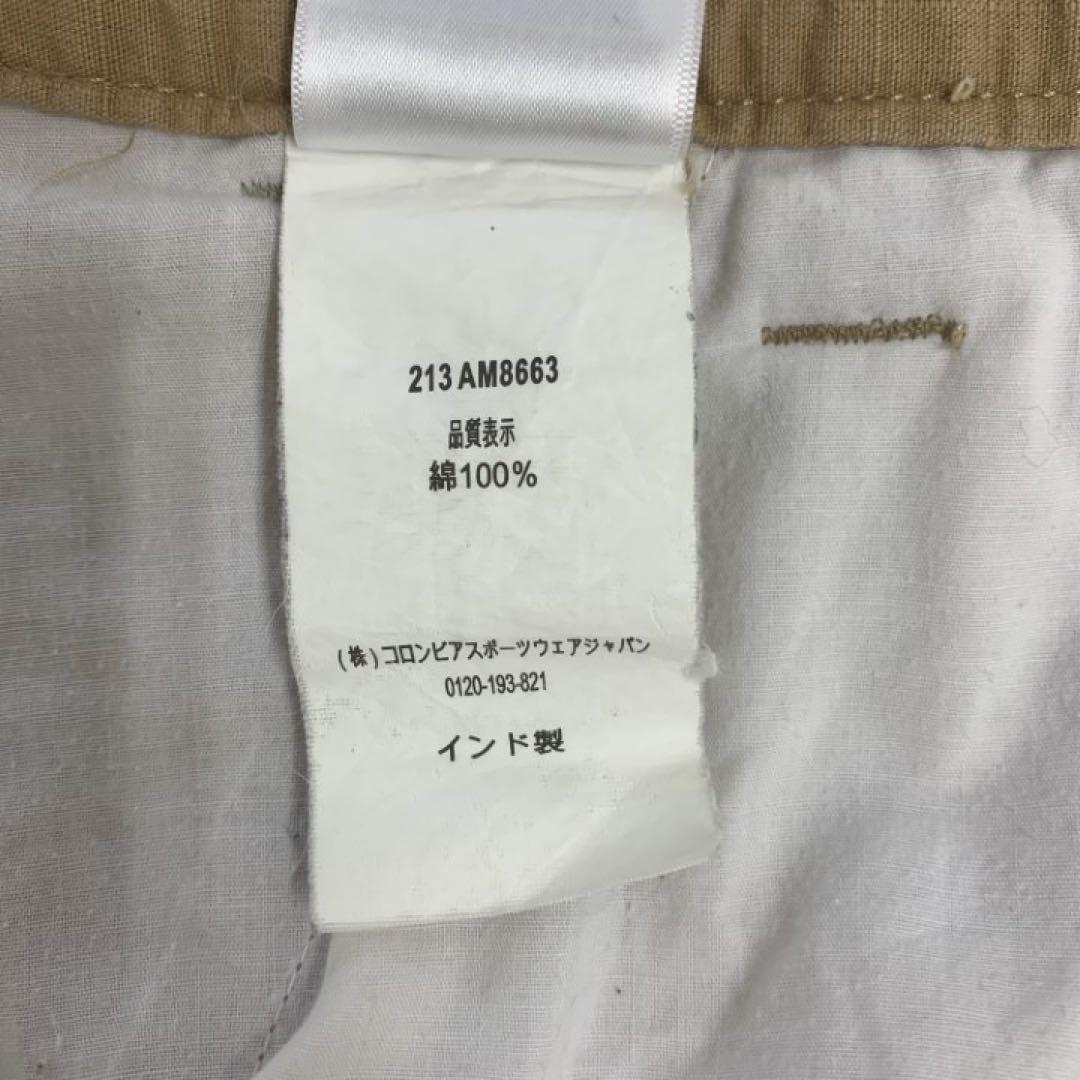 213 AM8663
品質表示
綿100%
(株)コロンビアスポーツウェアジャパン
0120-193-821
インド製